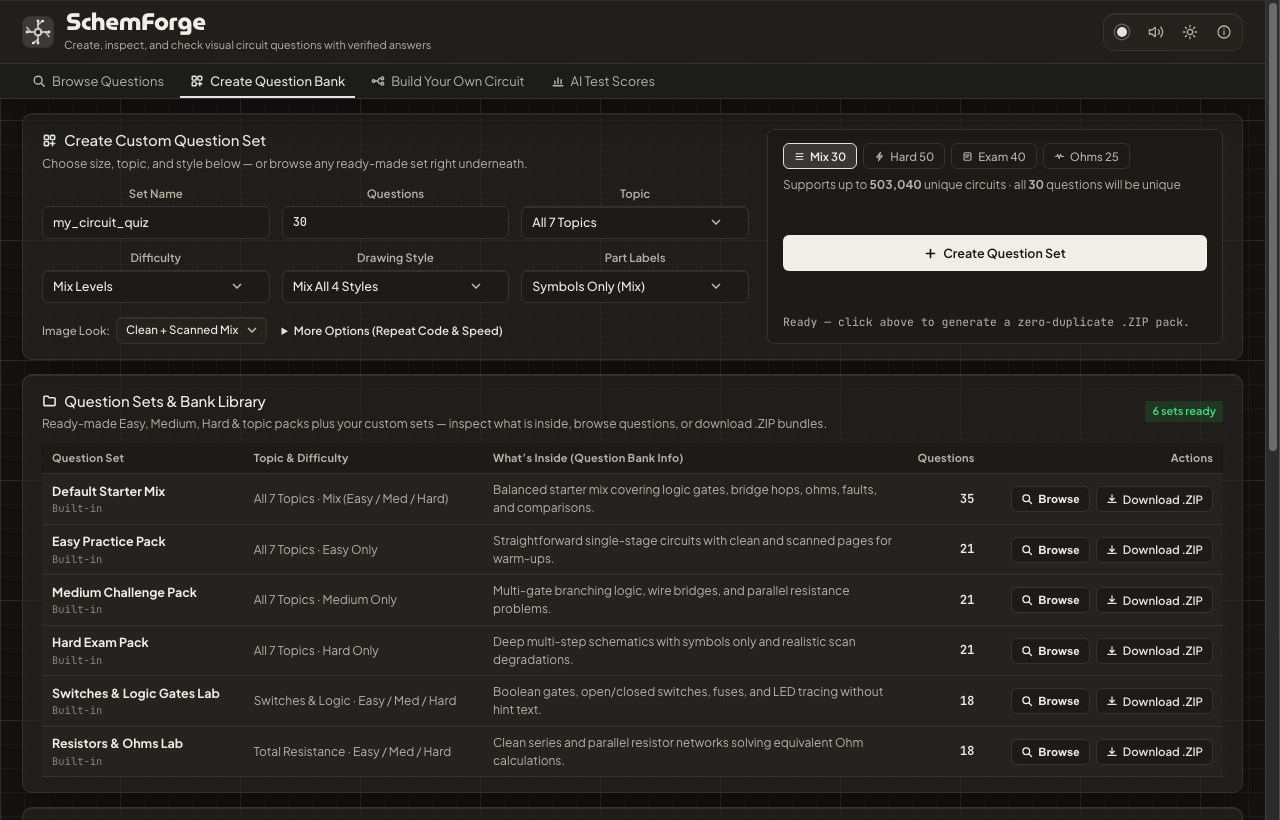 SchemForge
Create, inspect, and check visual circuit questions with verified answers
Browse Questions
Create Question Bank
Build Your Own Circuit
AI Test Scores
Create Custom Question Set
Choose size, topic, and style below — or browse any ready-made set right underneath.
Set Name
Questions
Topic
my_circuit_quiz
30
All 7 Topics
Difficulty
Drawing Style
Part Labels
Mix Levels
Mix All 4 Styles
Symbols Only (Mix)
Image Look:
Clean + Scanned Mix
More Options (Repeat Code & Speed)
Mix 30
Hard 50
Exam 40
Ohms 25
Supports up to 503,040 unique circuits · all 30 questions will be unique
+ Create Question Set
Ready — click above to generate a zero-duplicate .ZIP pack.
Question Sets & Bank Library
Ready-made Easy, Medium, Hard & topic packs plus your custom sets — inspect what is inside, browse questions, or download .ZIP bundles.
6 sets ready
Question Set
Topic & Difficulty
What's Inside (Question Bank Info)
Questions
Actions
Default Starter Mix
Built-in
All 7 Topics · Mix (Easy / Med / Hard)
Balanced starter mix covering logic gates, bridge hops, ohms, faults,
and comparisons.
35
Browse
Download .ZIP
Easy Practice Pack
Built-in
All 7 Topics · Easy Only
Straightforward single-stage circuits with clean and scanned pages for
warm-ups.
21
Browse
Download .ZIP
Medium Challenge Pack
Built-in
All 7 Topics · Medium Only
Multi-gate branching logic, wire bridges, and parallel resistance
problems.
21
Browse
Download .ZIP
Hard Exam Pack
Built-in
All 7 Topics · Hard Only
Deep multi-step schematics with symbols only and realistic scan
degradations.
21
Browse
Download .ZIP
Switches & Logic Gates Lab
Built-in
Switches & Logic · Easy / Med / Hard
Boolean gates, open/closed switches, fuses, and LED tracing without
hint text.
18
Browse
Download .ZIP
Resistors & Ohms Lab
Built-in
Total Resistance · Easy / Med / Hard
Clean series and parallel resistor networks solving equivalent Ohm
calculations.
18
Browse
Download .ZIP